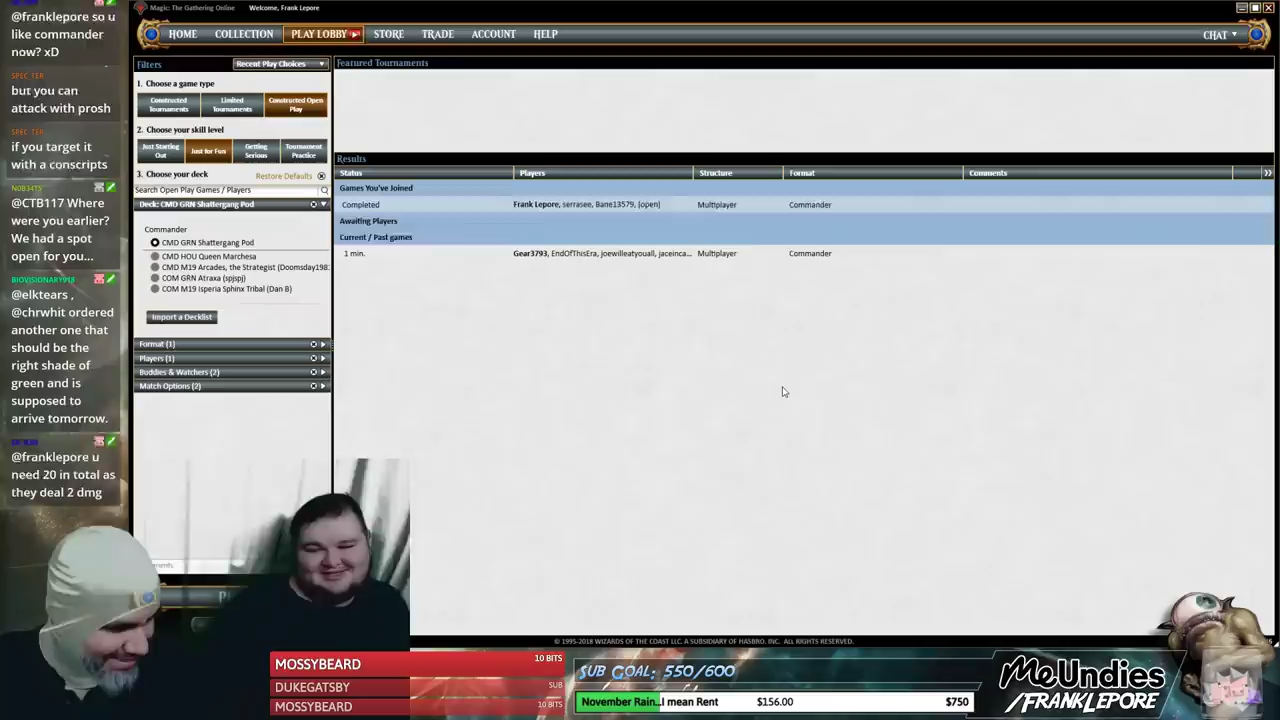 like commander
now? xD
SPEC TER
but you can
attack with prosh
SPEC TER
if you target it
with a conscripts
NOB3ITS
@CTB117 Where
were you earlier?
We had a spot
open for you...
BIOVISIONARY918
@elktears ,
@chrwhit ordered
another one that
should be the
right shade of
green and is
supposed to
arrive tomorrow.
@franklepore u
need 20 in as
they deal 2 dmg
Magic: The Gathering Online
Welcome, Frank Lepore
HOME
COLLECTION
PLAY LOBBY
STORE
TRADE
ACCOUNT
HELP
CHAT
Filters
Recent Play Choices
1. Choose a game type
Constructed Tournaments
Limited Tournaments
Constructed Open Play
2. Choose your skill level
Just Starting Out
Just for Fun
Getting Serious
Tournament Practice
3. Choose your deck
Restore Defaults
Search Open Play Games / Players
Deck: CMD GRN Shattergang Pod
Commander
CMD GRN Shattergang Pod
CMD HOU Queen Marchesa
CMD M19 Arcades, the Strategist (Doomsday198:
COM GRN Atraxa (spjspj)
COM M19 Isperia Sphinx Tribal (Dan B)
Import a Decklist
Format (1)
Players (1)
Buddies & Watchers (2)
Match Options (2)
Featured Tournaments
Results
Status Players Structure Format Comments
Games You've Joined
Completed Frank Lepore, serrasee, Bane13579, (open) Multiplayer Commander
Awaiting Players
Current / Past games
1 min. Gear3793, EndOfThisEra, joewilleatyouall, jaceinca... Multiplayer Commander
© 1995-2018 WIZARDS OF THE COAST LLC. A SUBSIDIARY OF HASBRO, INC. ALL RIGHTS RESERVED.
MOSSYBEARD 10 BITS
DUKEGATSBY SUB
MOSSYBEARD 10 BITS
SUB GOAL: 550/600
November Rain...I mean Rent $156.00 $750
MeUndies
/FRANKLEPORE